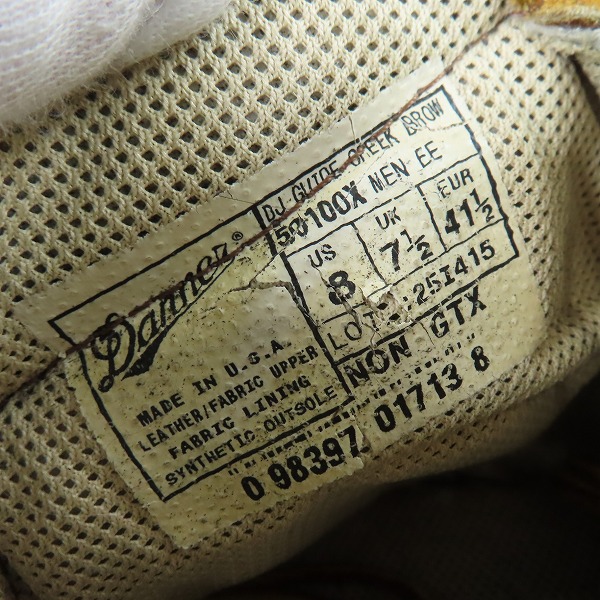 DJ-GUIDE CREEK BROW
50100X MEN EE
Danner®
US UK EUR
8 7½ 41½
MADE IN U.S.A.
LEATHER/FABRIC UPPER
FABRIC LINING
SYNTHETIC OUTSOLE
LOT 25I415
NON GTX
0 98397 01713 8